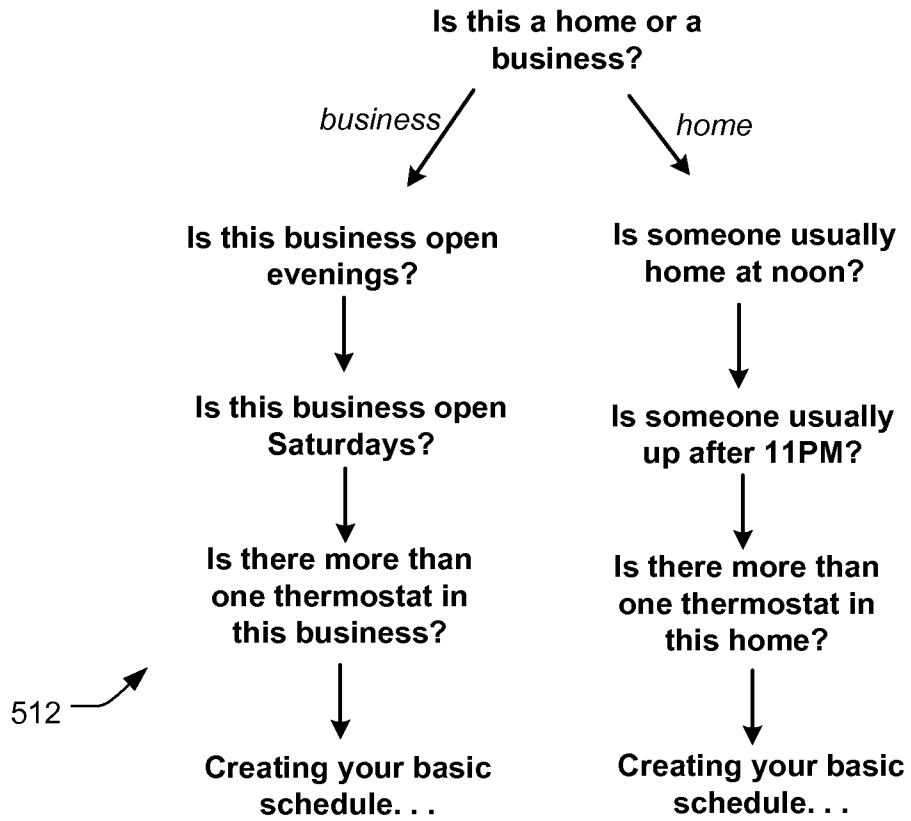 Is this a home or a
business?
business
home
Is this business open
evenings?
Is someone usually
home at noon?
Is this business open
Saturdays?
Is someone usually
up after 11PM?
Is there more than
one thermostat in
this business?
Is there more than
one thermostat in
this home?
512
Creating your basic
schedule. . .
Creating your basic
schedule. . .